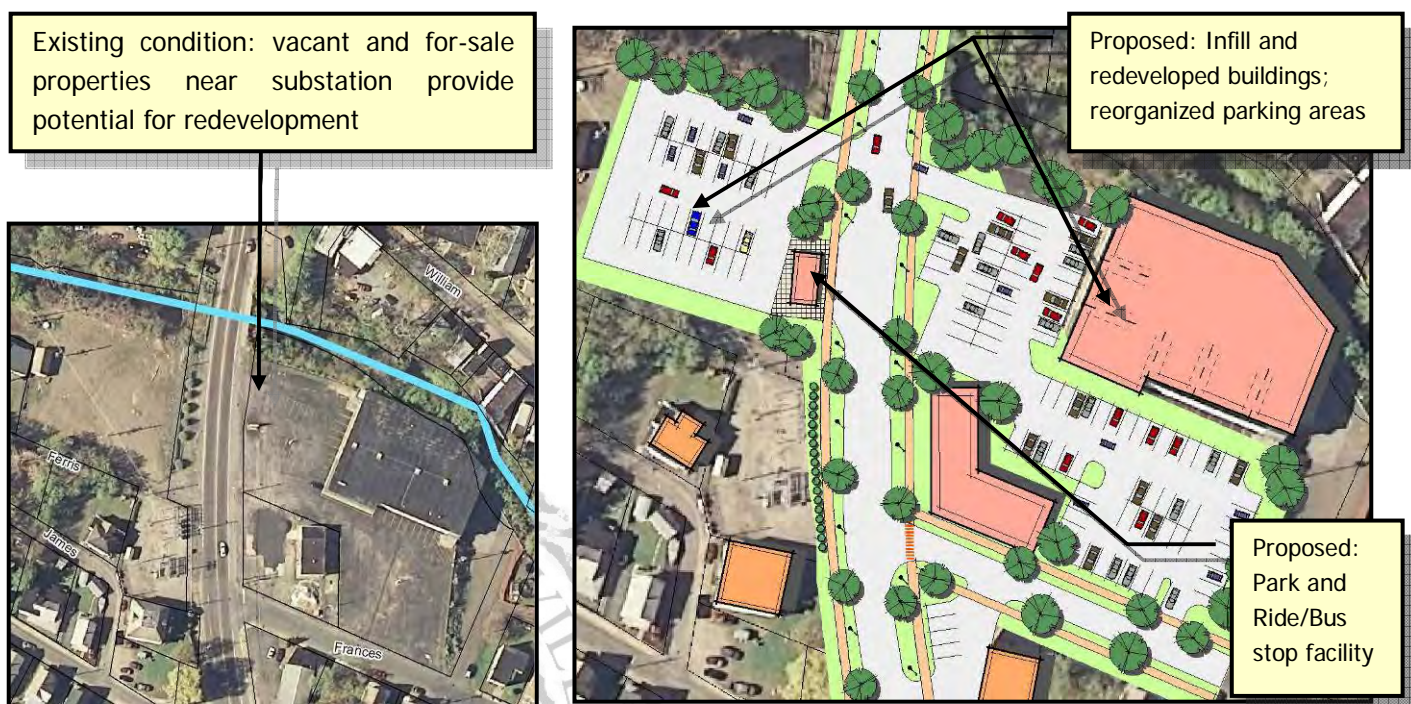 Existing condition: vacant and for-sale
properties near substation provide
potential for redevelopment
Proposed: Infill and
redeveloped buildings;
reorganized parking areas
William
Ferris
James
Frances
Proposed:
Park and
Ride/Bus
stop facility